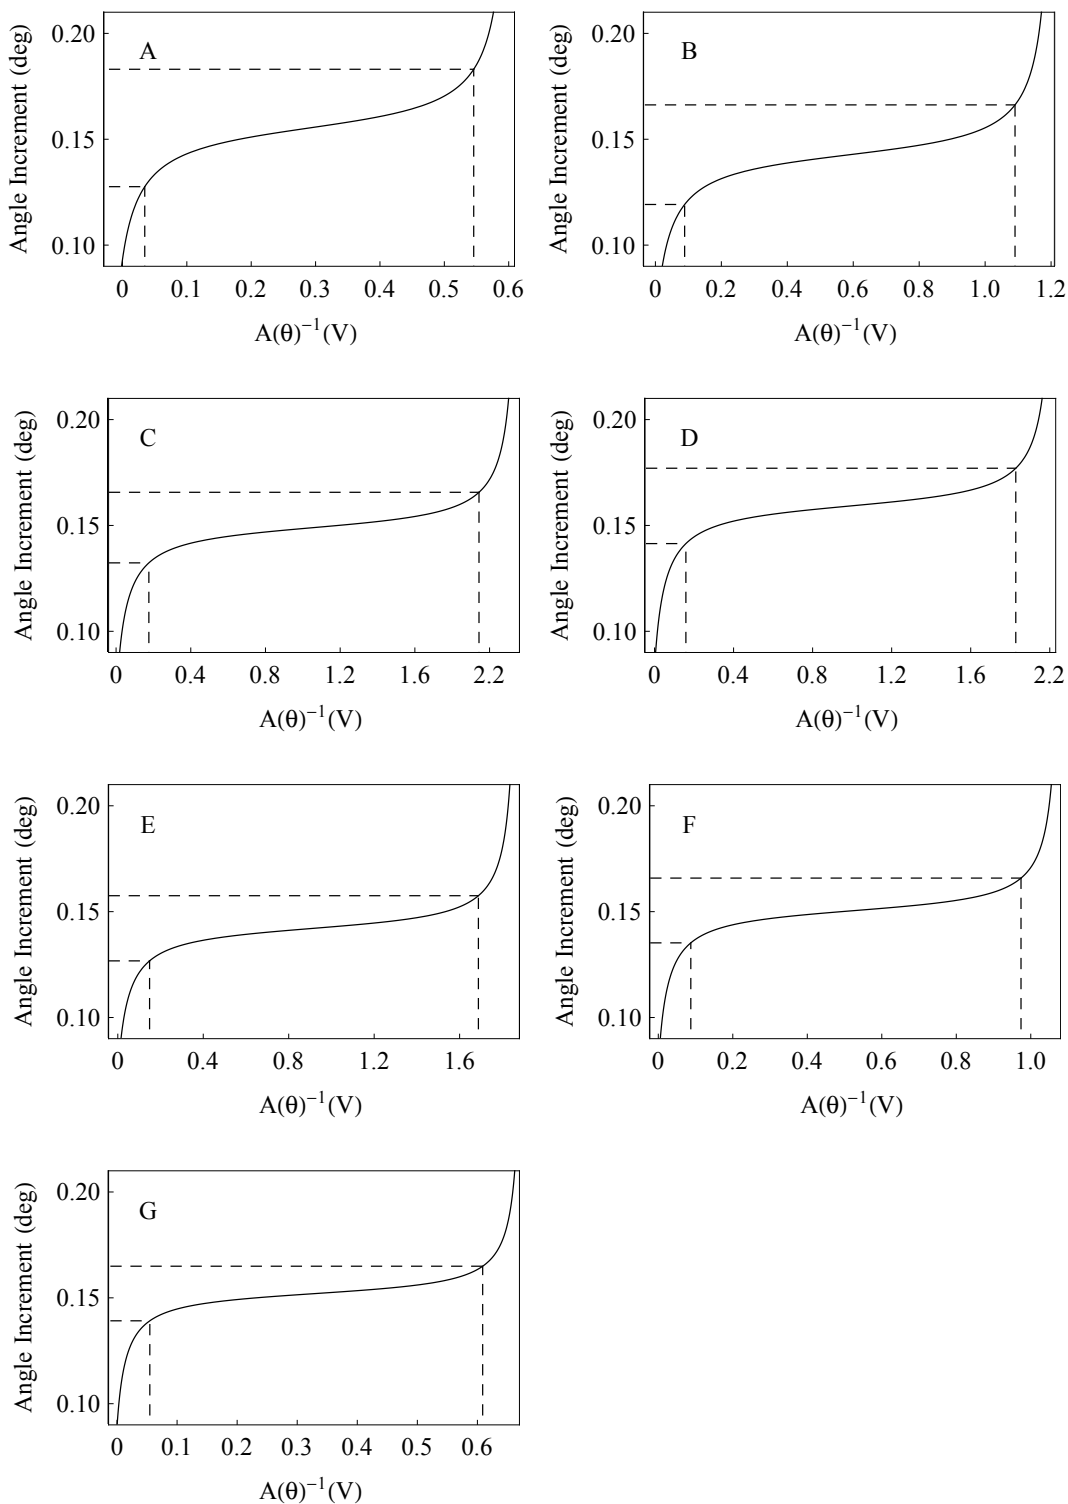 A
Angle Increment (deg)
0.20
0.15
0.10
0 0.1 0.2 0.3 0.4 0.5 0.6
A(θ)⁻¹(V)
B
Angle Increment (deg)
0.20
0.15
0.10
0 0.2 0.4 0.6 0.8 1.0 1.2
A(θ)⁻¹(V)
C
Angle Increment (deg)
0.20
0.15
0.10
0 0.4 0.8 1.2 1.6 2.2
A(θ)⁻¹(V)
D
Angle Increment (deg)
0.20
0.15
0.10
0 0.4 0.8 1.2 1.6 2.2
A(θ)⁻¹(V)
E
Angle Increment (deg)
0.20
0.15
0.10
0 0.4 0.8 1.2 1.6
A(θ)⁻¹(V)
F
Angle Increment (deg)
0.20
0.15
0.10
0 0.2 0.4 0.6 0.8 1.0
A(θ)⁻¹(V)
G
Angle Increment (deg)
0.20
0.15
0.10
0 0.1 0.2 0.3 0.4 0.5 0.6
A(θ)⁻¹(V)